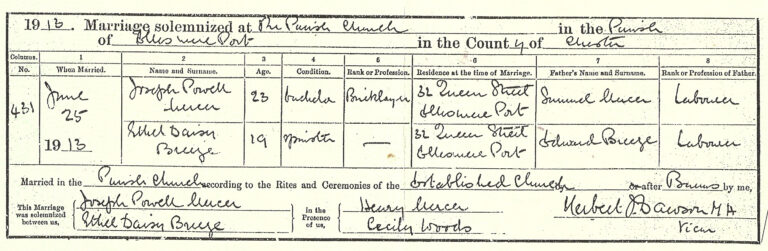 1913. Marriage solemnized at The Parish Church in the Parish
of Ellesmere Port in the County of Chester
Columns. 1 2 3 4 5 6 7 8
No. When Married. Name and Surname. Age. Condition. Rank or Profession. Residence at the time of Marriage. Father's Name and Surname. Rank or Profession of Father.
431 June 25 1913
Joseph Powell Mercer 23 bachelor Bricklayer 32 Queen Street Ellesmere Port Samuel Mercer Labourer
Ethel Daisy Breeze 19 spinster — 32 Queen Street Ellesmere Port Edward Breeze Labourer
Married in the Parish Church according to the Rites and Ceremonies of the Established Church or after Banns by me,
This Marriage was solemnized between us, Joseph Powell Mercer Ethel Daisy Breeze
In the Presence of us, Henry Mercer Cecily Woods
Herbert J Dawson MA
Vicar